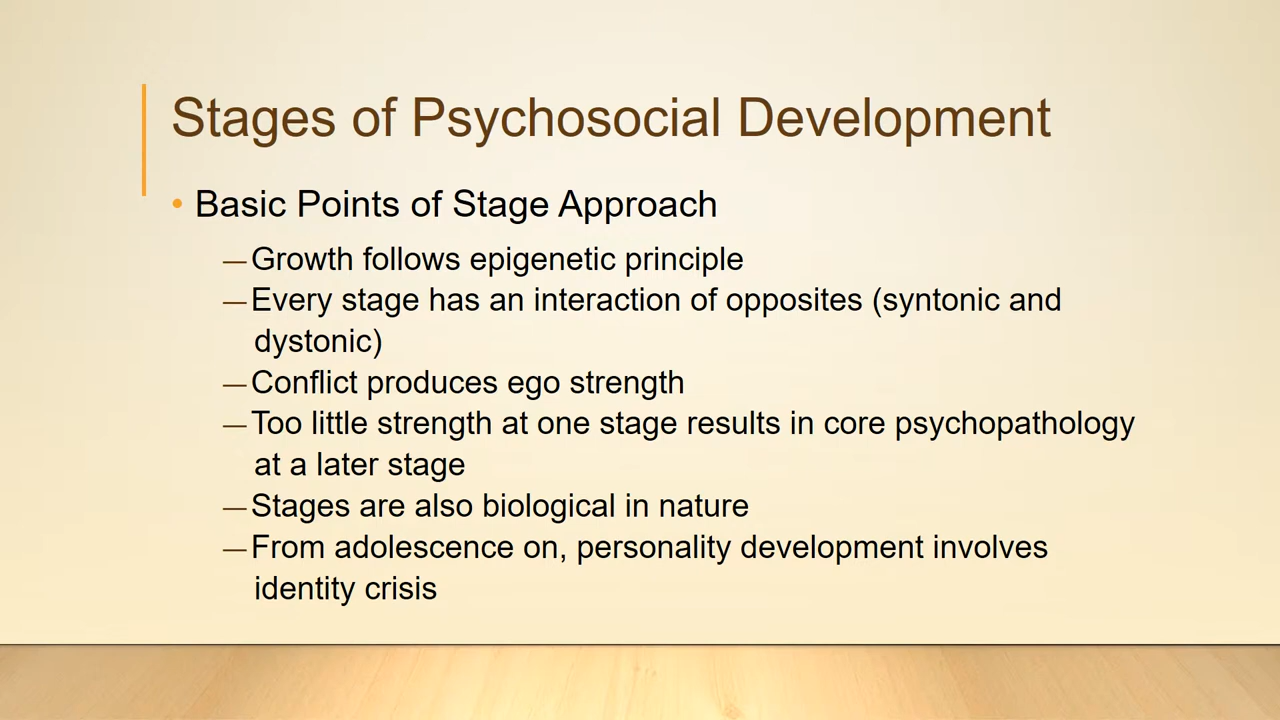 Stages of Psychosocial Development
• Basic Points of Stage Approach
—Growth follows epigenetic principle
—Every stage has an interaction of opposites (syntonic and
dystonic)
—Conflict produces ego strength
—Too little strength at one stage results in core psychopathology
at a later stage
—Stages are also biological in nature
—From adolescence on, personality development involves
identity crisis